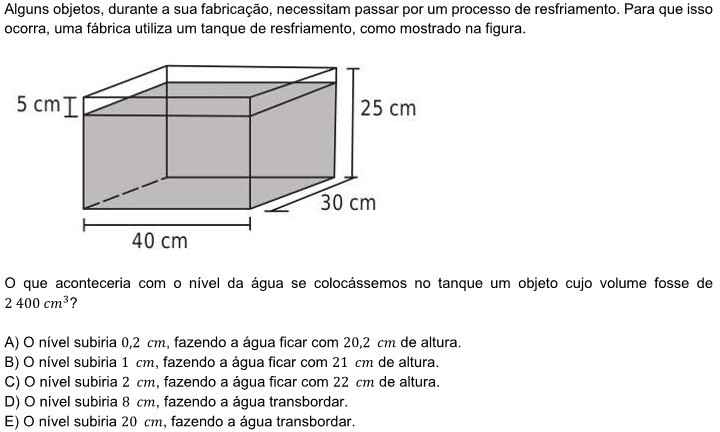 Alguns objetos, durante a sua fabricação, necessitam passar por um processo de resfriamento. Para que isso
ocorra, uma fábrica utiliza um tanque de resfriamento, como mostrado na figura.
5 cm
25 cm
30 cm
40 cm
O que aconteceria com o nível da água se colocássemos no tanque um objeto cujo volume fosse de
2 400 cm³?
A) O nível subiria 0,2 cm, fazendo a água ficar com 20,2 cm de altura.
B) O nível subiria 1 cm, fazendo a água ficar com 21 cm de altura.
C) O nível subiria 2 cm, fazendo a água ficar com 22 cm de altura.
D) O nível subiria 8 cm, fazendo a água transbordar.
E) O nível subiria 20 cm, fazendo a água transbordar.